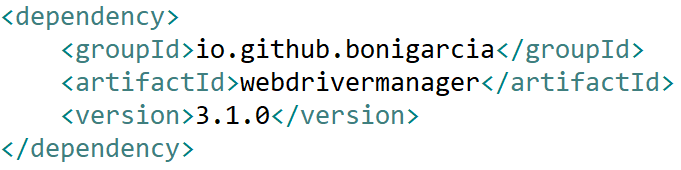 <dependency>
    <groupId>io.github.bonigarcia</groupId>
    <artifactId>webdrivermanager</artifactId>
    <version>3.1.0</version>
</dependency>